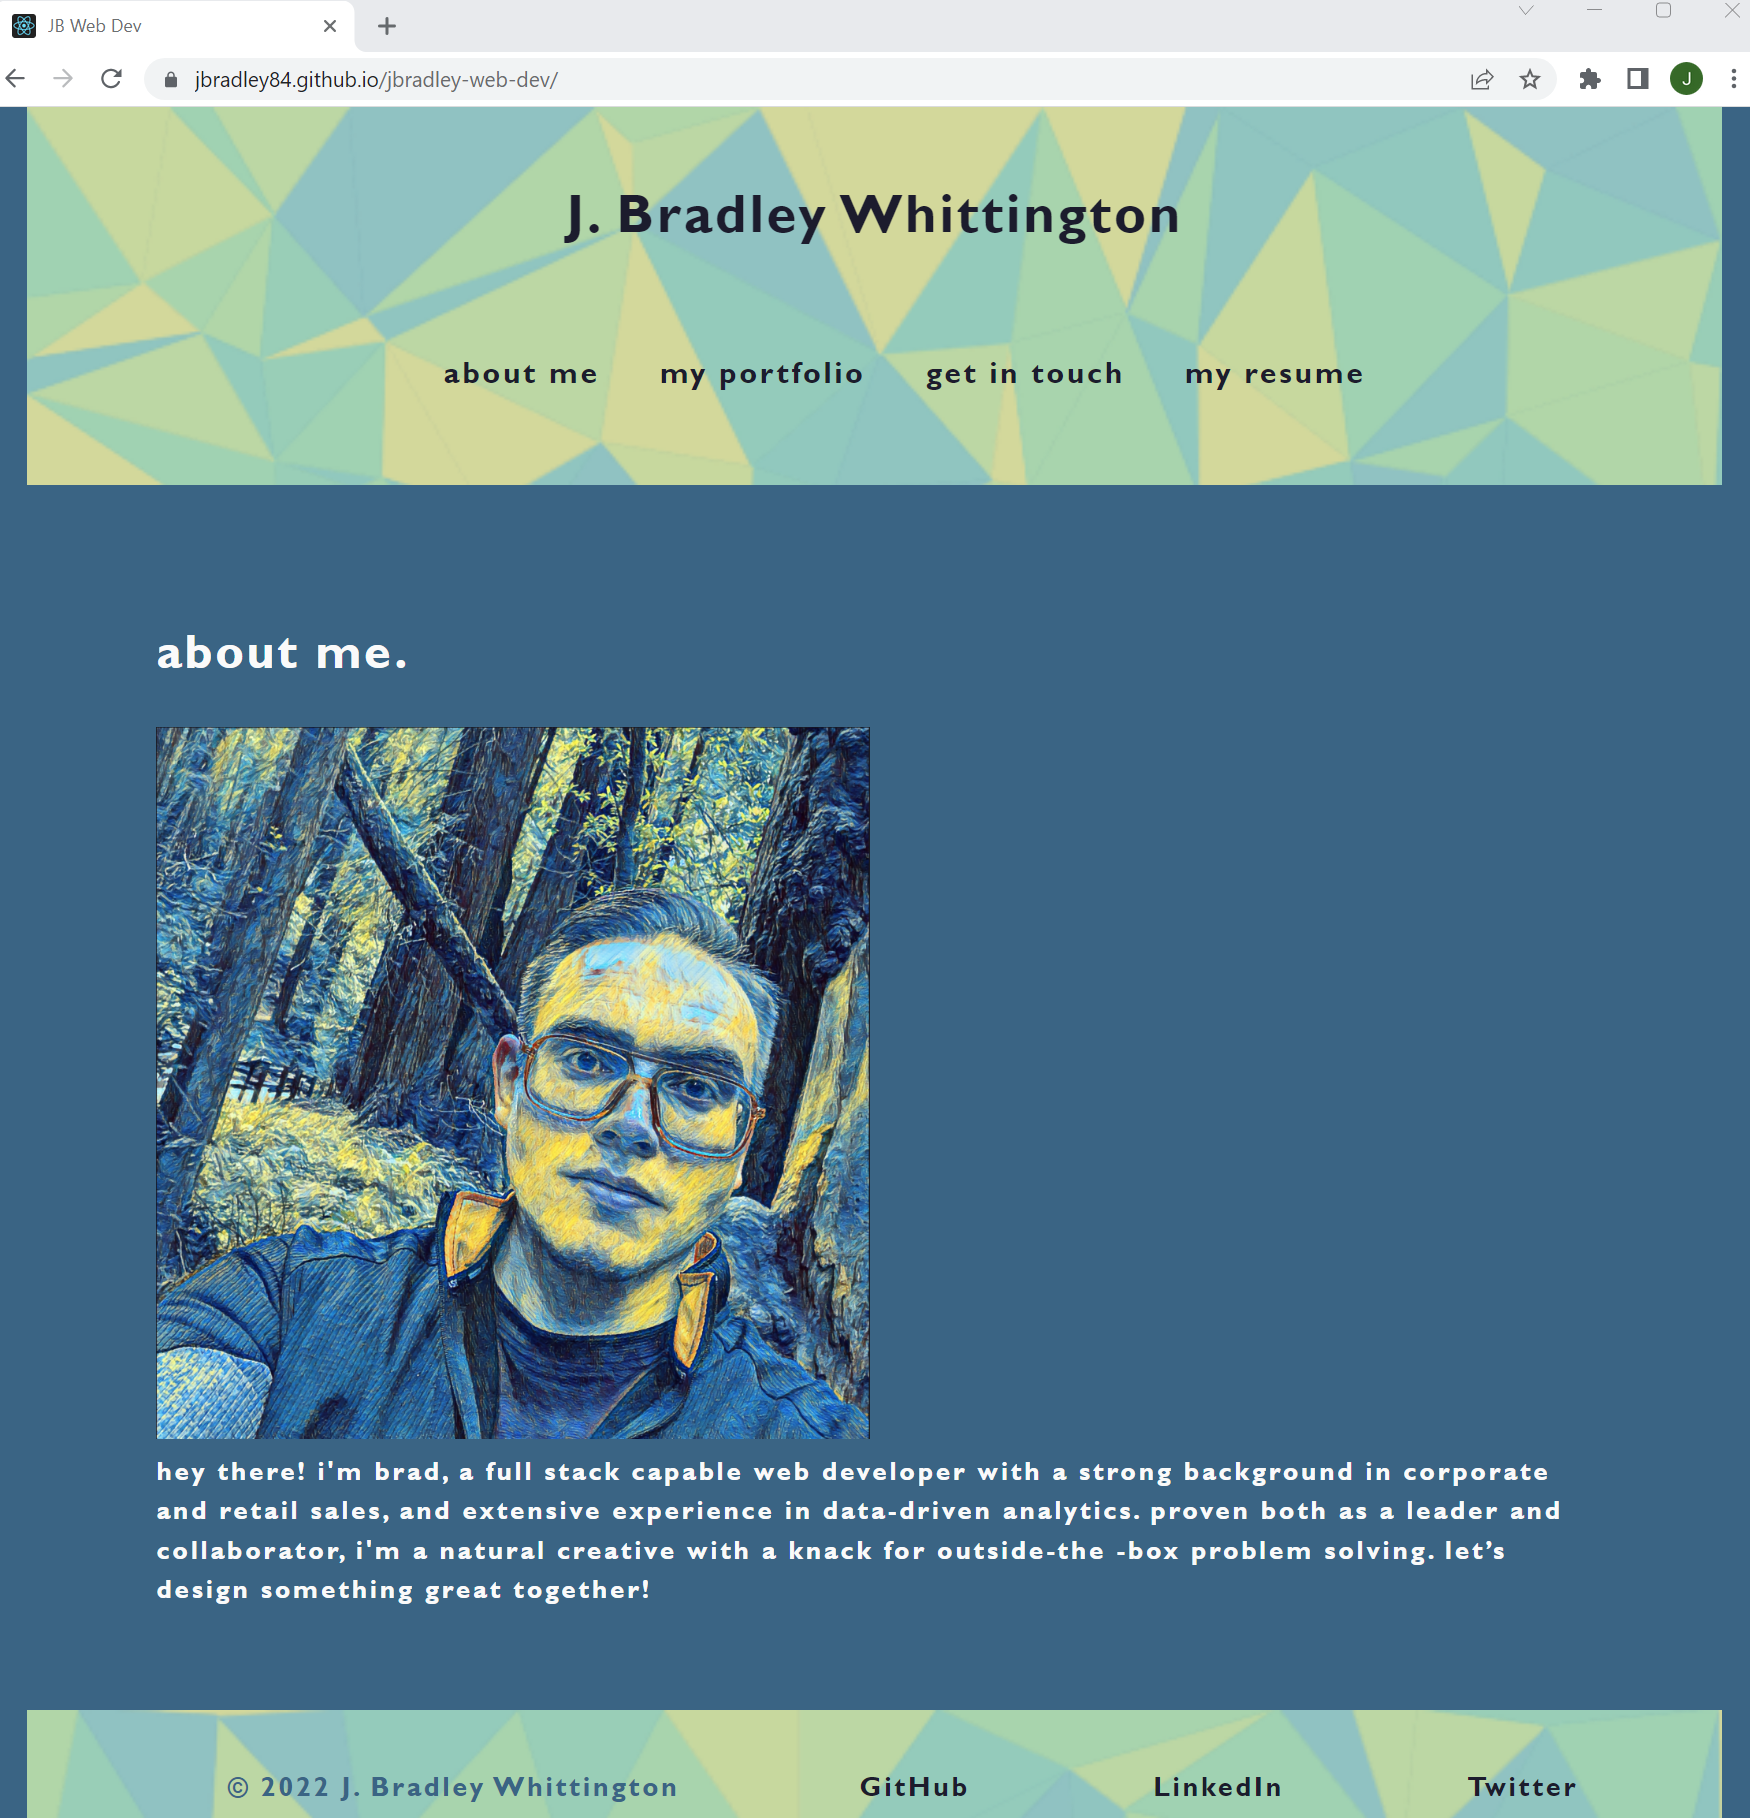 JB Web Dev
jbradley84.github.io/jbradley-web-dev/
J
J. Bradley Whittington
about me my portfolio get in touch my resume
about me.
hey there! i'm brad, a full stack capable web developer with a strong background in corporate
and retail sales, and extensive experience in data-driven analytics. proven both as a leader and
collaborator, i'm a natural creative with a knack for outside-the -box problem solving. let’s
design something great together!
© 2022 J. Bradley Whittington GitHub LinkedIn Twitter